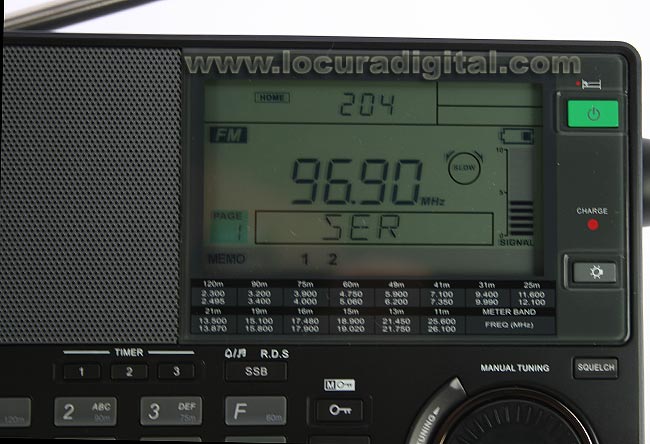 www.locuradigital.com
HOME 204
FM
96.90 MHz
SLOW
10
5
0
SIGNAL
PAGE 1
SER
MEMO 1 2
CHARGE
120m 90m 75m 60m 49m 41m 31m 25m
2.300 3.200 3.900 4.750 5.900 7.100 9.400 11.600
2.495 3.400 4.000 5.060 6.200 7.350 9.990 12.100
21m 19m 16m 15m 13m 11m METER BAND
13.500 15.100 17.480 18.900 21.450 25.600 FREQ (MHz)
13.870 15.800 17.900 19.020 21.750 26.100
TIMER
1 2 3
R.D.S
SSB
MANUAL TUNING
SQUELCH
M
120m
2 ABC 90m
3 DEF 75m
F 60m
TUNING